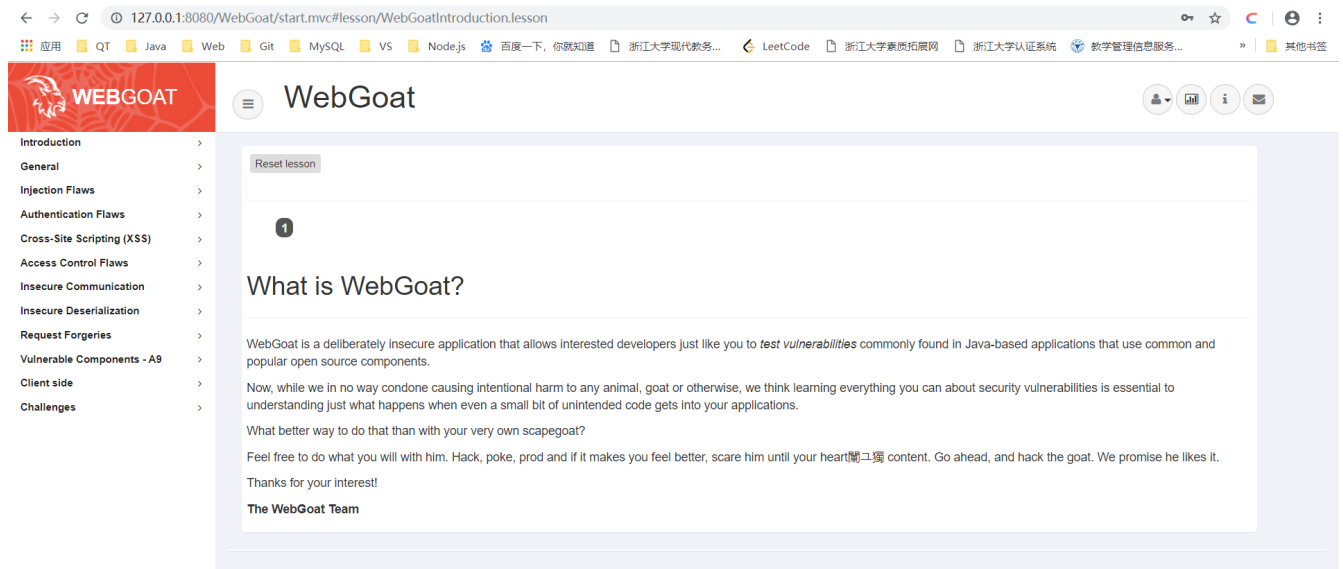 127.0.0.1:8080/WebGoat/start.mvc#lesson/WebGoatIntroduction.lesson
应用 QT Java Web Git MySQL VS Node.js 百度一下，你就知道 浙江大学现代教务... LeetCode 浙江大学素质拓展网 浙江大学认证系统 教学管理信息服务... » 其他书签
WEBGOAT
WebGoat
Introduction
General
Injection Flaws
Authentication Flaws
Cross-Site Scripting (XSS)
Access Control Flaws
Insecure Communication
Insecure Deserialization
Request Forgeries
Vulnerable Components - A9
Client side
Challenges
Reset lesson
1
What is WebGoat?
WebGoat is a deliberately insecure application that allows interested developers just like you to test vulnerabilities commonly found in Java-based applications that use common and
popular open source components.
Now, while we in no way condone causing intentional harm to any animal, goat or otherwise, we think learning everything you can about security vulnerabilities is essential to
understanding just what happens when even a small bit of unintended code gets into your applications.
What better way to do that than with your very own scapegoat?
Feel free to do what you will with him. Hack, poke, prod and if it makes you feel better, scare him until your heart闄ユ獨 content. Go ahead, and hack the goat. We promise he likes it.
Thanks for your interest!
The WebGoat Team